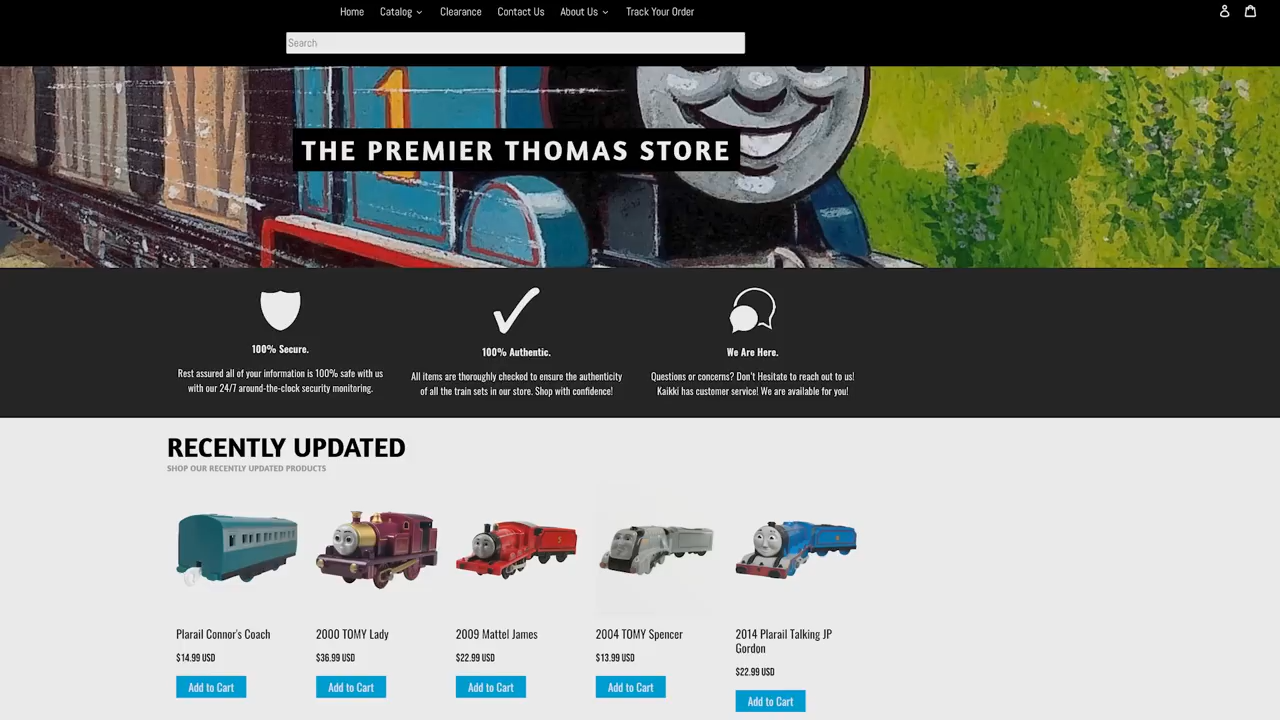 Home Catalog Clearance Contact Us About Us Track Your Order
Search
1
THE PREMIER THOMAS STORE
100% Secure.
Rest assured all of your information is 100% safe with us
with our 24/7 around-the-clock security monitoring.
100% Authentic.
All items are thoroughly checked to ensure the authenticity
of all the train sets in our store. Shop with confidence!
We Are Here.
Questions or concerns? Don't Hesitate to reach out to us!
Kaikki has customer service! We are available for you!
RECENTLY UPDATED
SHOP OUR RECENTLY UPDATED PRODUCTS
Plarail Connor's Coach
$14.99 USD
Add to Cart
2000 TOMY Lady
$36.99 USD
Add to Cart
2009 Mattel James
$22.99 USD
Add to Cart
2004 TOMY Spencer
$13.99 USD
Add to Cart
2014 Plarail Talking JP
Gordon
$22.99 USD
Add to Cart